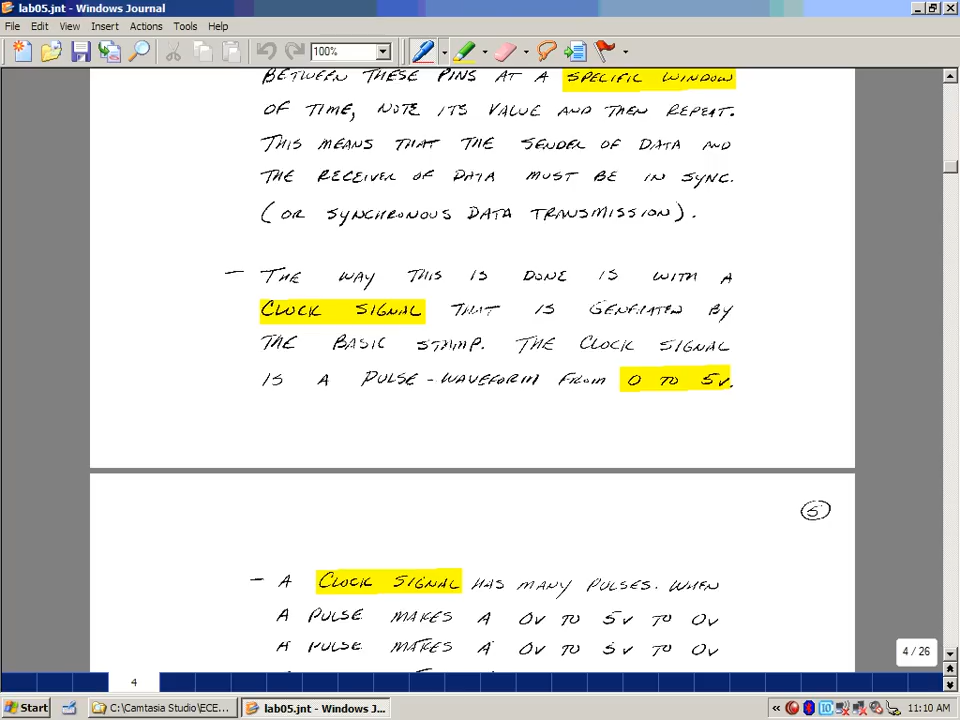 lab05.jnt - Windows Journal
File Edit View Insert Actions Tools Help
100%
BETWEEN THESE PINS AT A SPECIFIC WINDOW
OF TIME, NOTE ITS VALUE AND THEN REPEAT.
THIS MEANS THAT THE SENDER OF DATA AND
THE RECEIVER OF DATA MUST BE IN SYNC.
(OR SYNCHRONOUS DATA TRANSMISSION).
- THE WAY THIS IS DONE IS WITH A
CLOCK SIGNAL THAT IS GENERATED BY
THE BASIC STAMP. THE CLOCK SIGNAL
IS A PULSE-WAVEFORM FROM 0 TO 5V.
5
- A CLOCK SIGNAL HAS MANY PULSES. WHEN
A PULSE MAKES A 0V TO 5V TO 0V
A PULSE MAKES A 0V TO 5V TO 0V
4 / 26
4
Start C:\Camtasia Studio\ECE... lab05.jnt - Windows J... « 11:10 AM